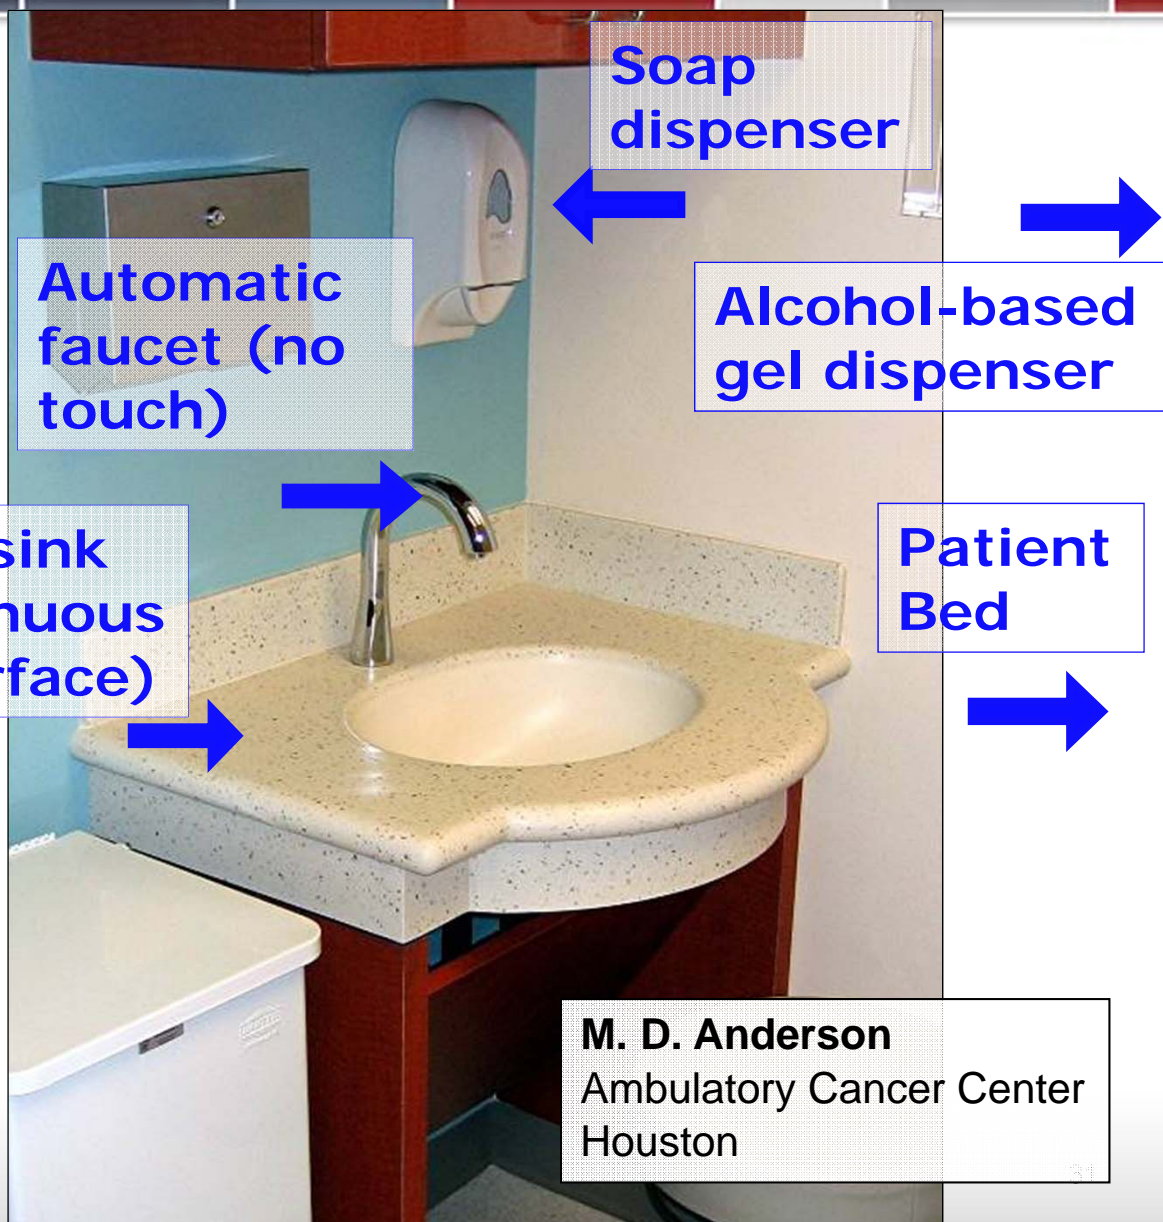 Soap
dispenser
Automatic
faucet (no
touch)
Alcohol-based
gel dispenser
sink
nuous
rface)
Patient
Bed
M. D. Anderson
Ambulatory Cancer Center
Houston
31